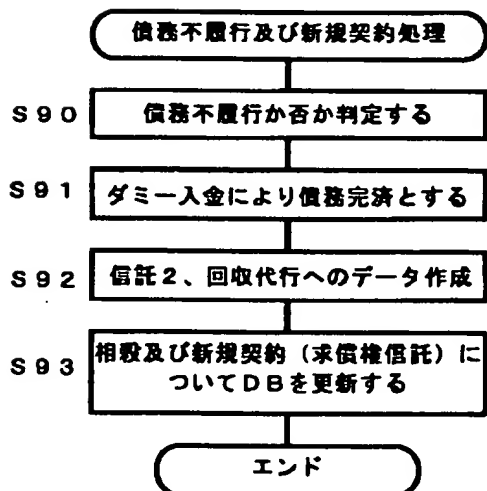 債務不履行及び新規契約処理
S90
債務不履行か否か判定する
S91
ダミー入金により債務完済とする
S92
信託2、回収代行へのデータ作成
S93
相殺及び新規契約(求償権信託)に
ついてDBを更新する
エンド